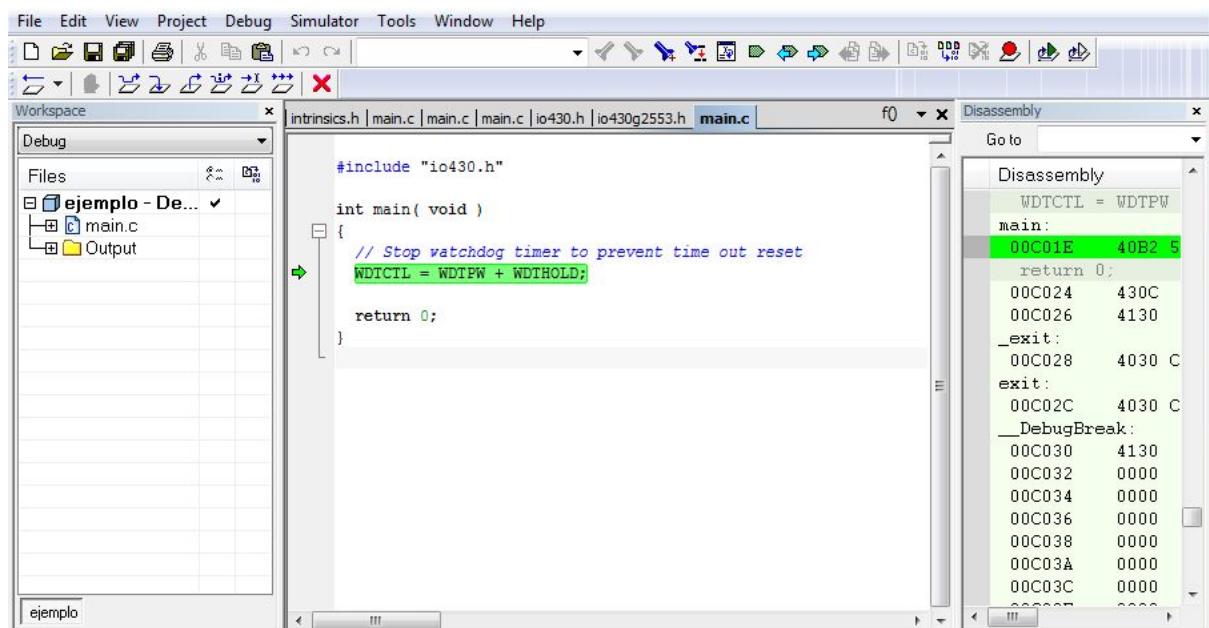 File Edit View Project Debug Simulator Tools Window Help
Workspace
Debug
Files
ejemplo - De...
main.c
Output
ejemplo
intrinsics.h | main.c | main.c | main.c | io430.h | io430g2553.h main.c f()
#include "io430.h"
int main( void )
{
// Stop watchdog timer to prevent time out reset
WDTCTL = WDTPW + WDTHOLD;
return 0;
}
Disassembly
Go to
Disassembly
WDTCTL = WDTPW
main:
00C01E 40B2 5
return 0;
00C024 430C
00C026 4130
_exit:
00C028 4030 C
exit:
00C02C 4030 C
__DebugBreak:
00C030 4130
00C032 0000
00C034 0000
00C036 0000
00C038 0000
00C03A 0000
00C03C 0000